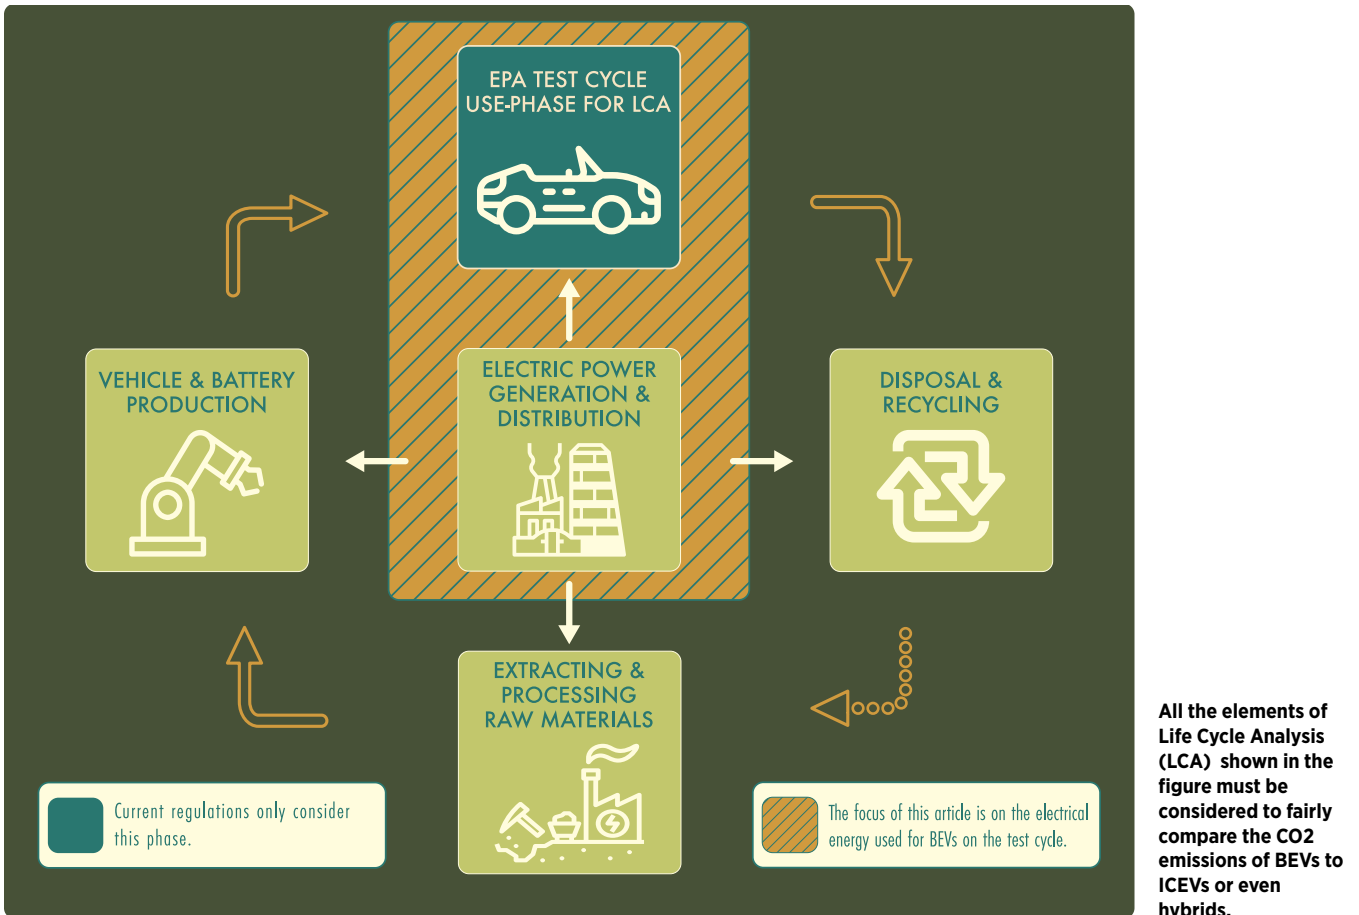 EPA TEST CYCLE
USE-PHASE FOR LCA
VEHICLE & BATTERY
PRODUCTION
ELECTRIC POWER
GENERATION &
DISTRIBUTION
DISPOSAL &
RECYCLING
EXTRACTING &
PROCESSING
RAW MATERIALS
Current regulations only consider
this phase.
The focus of this article is on the electrical
energy used for BEVs on the test cycle.
All the elements of
Life Cycle Analysis
(LCA) shown in the
figure must be
considered to fairly
compare the CO2
emissions of BEVs to
ICEVs or even
hybrids.